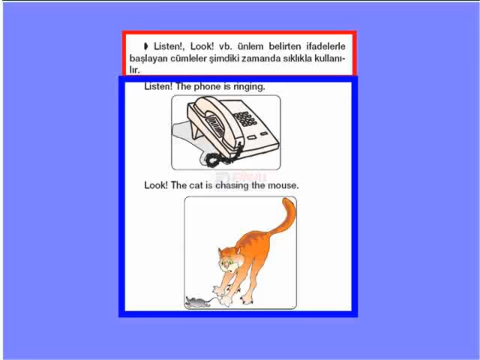 ◗ Listen!, Look! vb. ünlem belirten ifadelerle
başlayan cümleler şimdiki zamanda sıklıkla kullanı-
lır.
Listen! The phone is ringing.
Look! The cat is chasing the mouse.